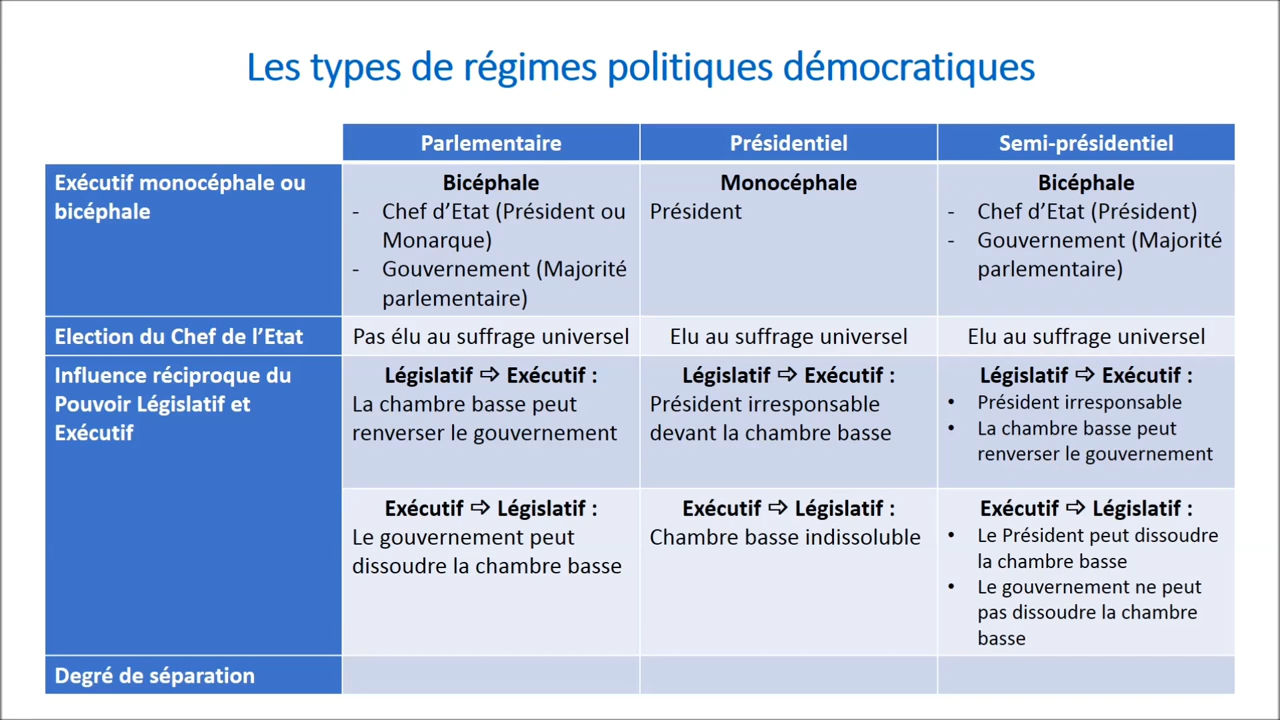 Les types de régimes politiques démocratiques
Parlementaire
Présidentiel
Semi-présidentiel
Exécutif monocéphale ou
bicéphale
Bicéphale
- Chef d’Etat (Président ou
Monarque)
- Gouvernement (Majorité
parlementaire)
Monocéphale
Président
Bicéphale
- Chef d’Etat (Président)
- Gouvernement (Majorité
parlementaire)
Election du Chef de l’Etat
Pas élu au suffrage universel
Elu au suffrage universel
Elu au suffrage universel
Influence réciproque du
Pouvoir Législatif et
Exécutif
Législatif ⇨ Exécutif :
La chambre basse peut
renverser le gouvernement
Législatif ⇨ Exécutif :
Président irresponsable
devant la chambre basse
Législatif ⇨ Exécutif :
• Président irresponsable
• La chambre basse peut
renverser le gouvernement
Exécutif ⇨ Législatif :
Le gouvernement peut
dissoudre la chambre basse
Exécutif ⇨ Législatif :
Chambre basse indissoluble
Exécutif ⇨ Législatif :
• Le Président peut dissoudre
la chambre basse
• Le gouvernement ne peut
pas dissoudre la chambre
basse
Degré de séparation